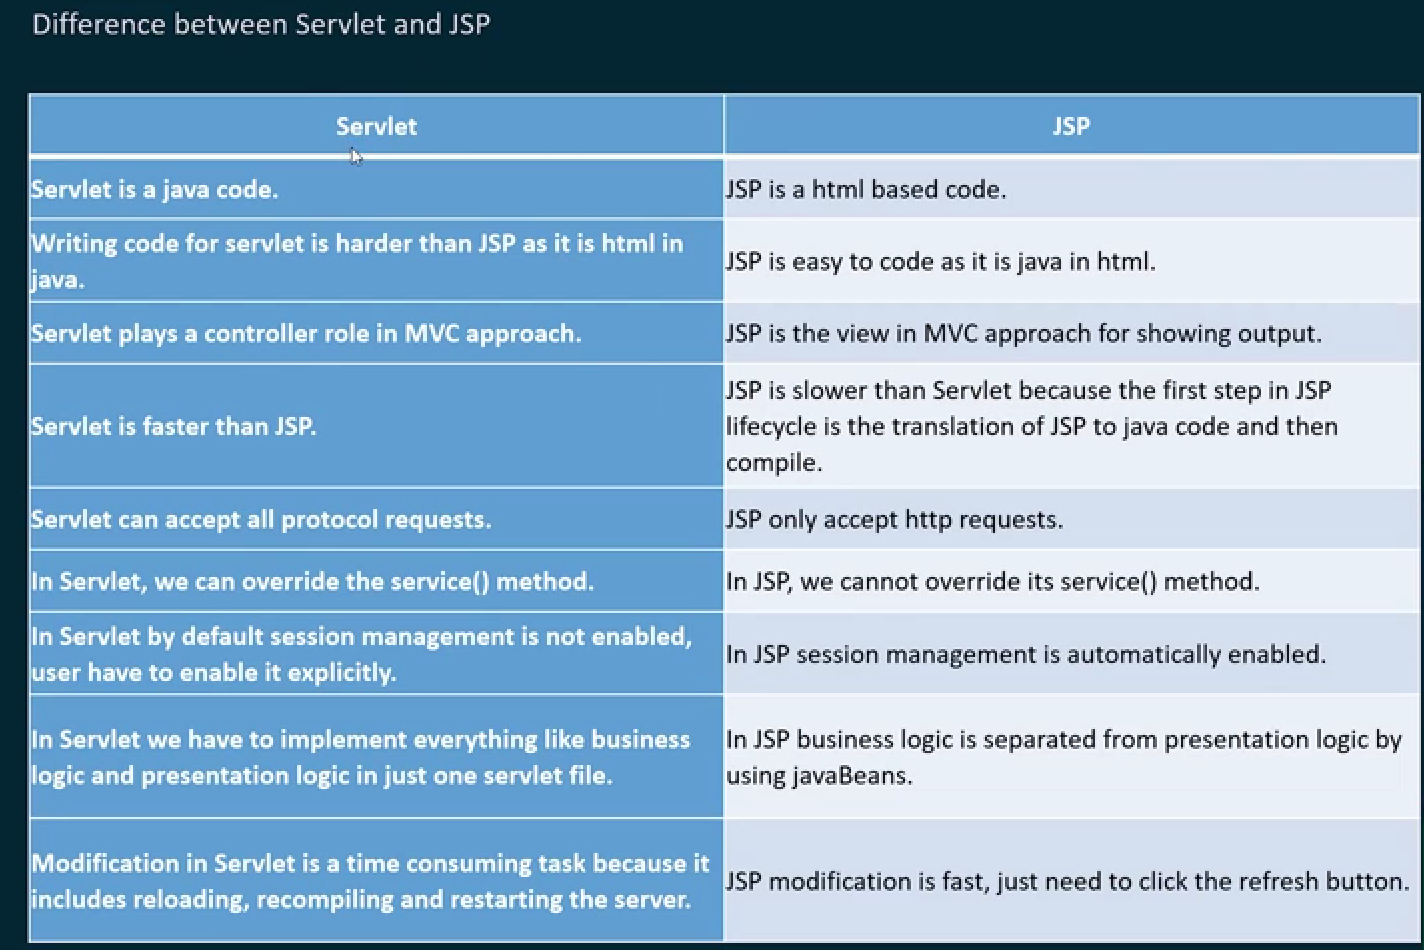 Difference between Servlet and JSP
Servlet
JSP
Servlet is a java code.
JSP is a html based code.
Writing code for servlet is harder than JSP as it is html in
java.
JSP is easy to code as it is java in html.
Servlet plays a controller role in MVC approach.
JSP is the view in MVC approach for showing output.
Servlet is faster than JSP.
JSP is slower than Servlet because the first step in JSP
lifecycle is the translation of JSP to java code and then
compile.
Servlet can accept all protocol requests.
JSP only accept http requests.
In Servlet, we can override the service() method.
In JSP, we cannot override its service() method.
In Servlet by default session management is not enabled,
user have to enable it explicitly.
In JSP session management is automatically enabled.
In Servlet we have to implement everything like business
logic and presentation logic in just one servlet file.
In JSP business logic is separated from presentation logic by
using javaBeans.
Modification in Servlet is a time consuming task because it
includes reloading, recompiling and restarting the server.
JSP modification is fast, just need to click the refresh button.